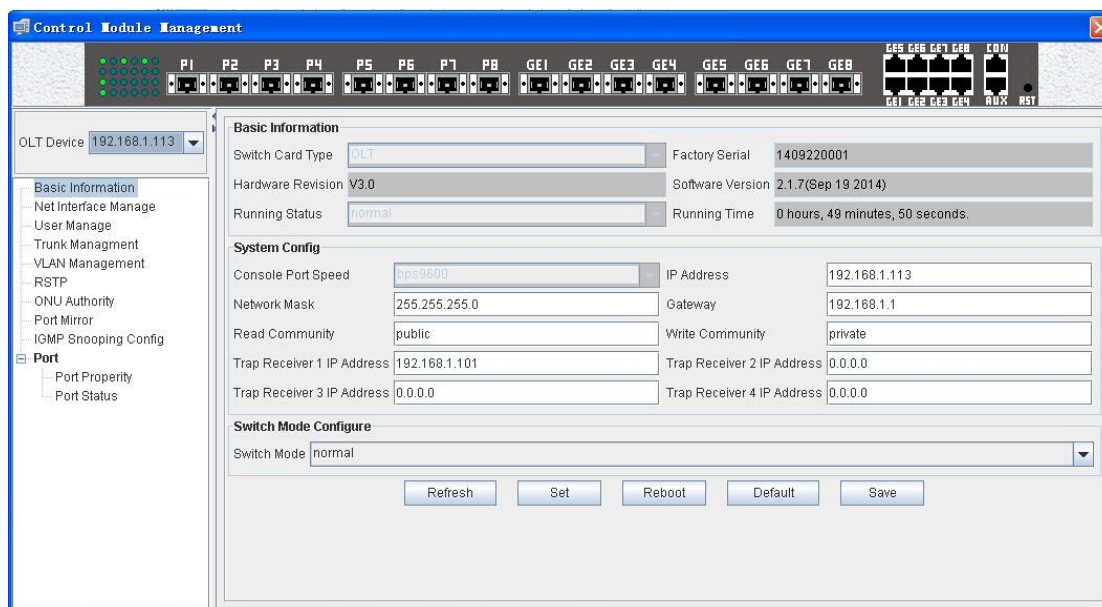 Control Module Management
P1 P2 P3 P4 P5 P6 P7 P8 GE1 GE2 GE3 GE4 GE5 GE6 GE7 GE8
GE5 GE6 GE7 GE8 CON
GE1 GE2 GE3 GE4 AUX RST
OLT Device 192.168.1.113
Basic Information
Net Interface Manage
User Manage
Trunk Managment
VLAN Management
RSTP
ONU Authority
Port Mirror
IGMP Snooping Config
Port
Port Properity
Port Status
Basic Information
Switch Card Type OLT Factory Serial 1409220001
Hardware Revision V3.0 Software Version 2.1.7(Sep 19 2014)
Running Status normal Running Time 0 hours, 49 minutes, 50 seconds.
System Config
Console Port Speed bps9600 IP Address 192.168.1.113
Network Mask 255.255.255.0 Gateway 192.168.1.1
Read Community public Write Community private
Trap Receiver 1 IP Address 192.168.1.101 Trap Receiver 2 IP Address 0.0.0.0
Trap Receiver 3 IP Address 0.0.0.0 Trap Receiver 4 IP Address 0.0.0.0
Switch Mode Configure
Switch Mode normal
Refresh Set Reboot Default Save